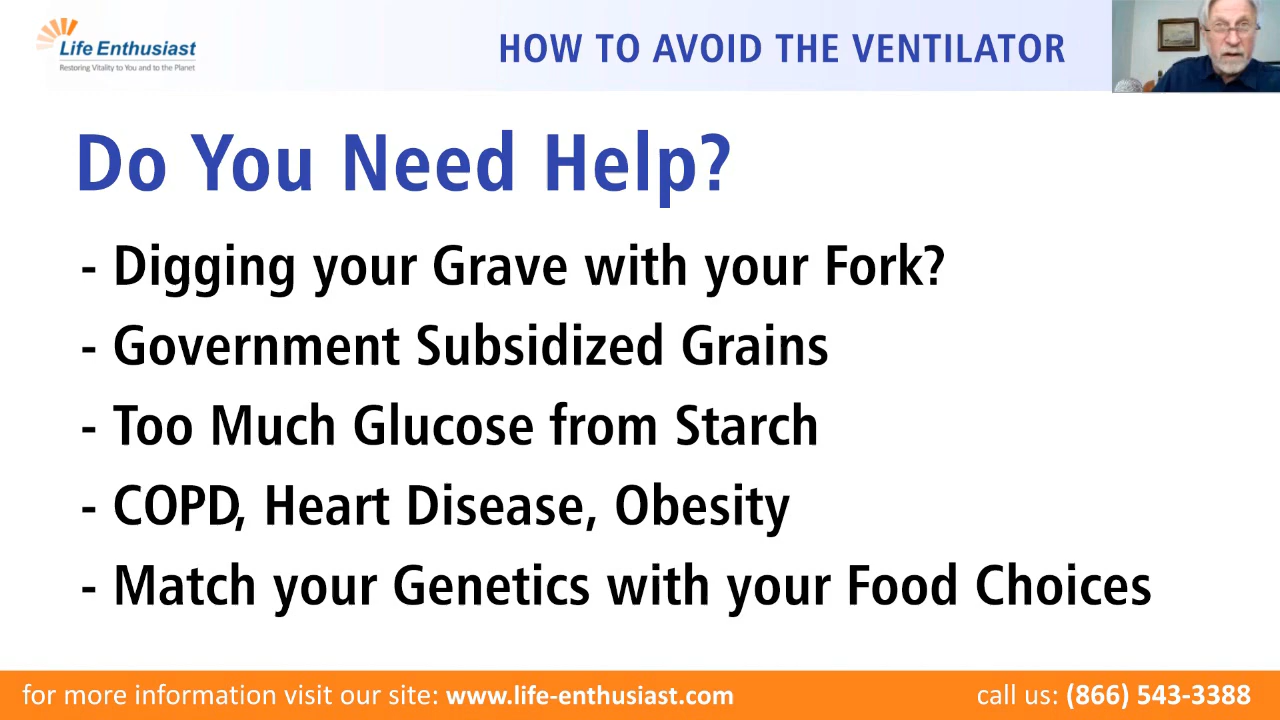 Life Enthusiast
Restoring Vitality to You and to the Planet
HOW TO AVOID THE VENTILATOR
Do You Need Help?
- Digging your Grave with your Fork?
- Government Subsidized Grains
- Too Much Glucose from Starch
- COPD, Heart Disease, Obesity
- Match your Genetics with your Food Choices
for more information visit our site: www.life-enthusiast.com
call us: (866) 543-3388